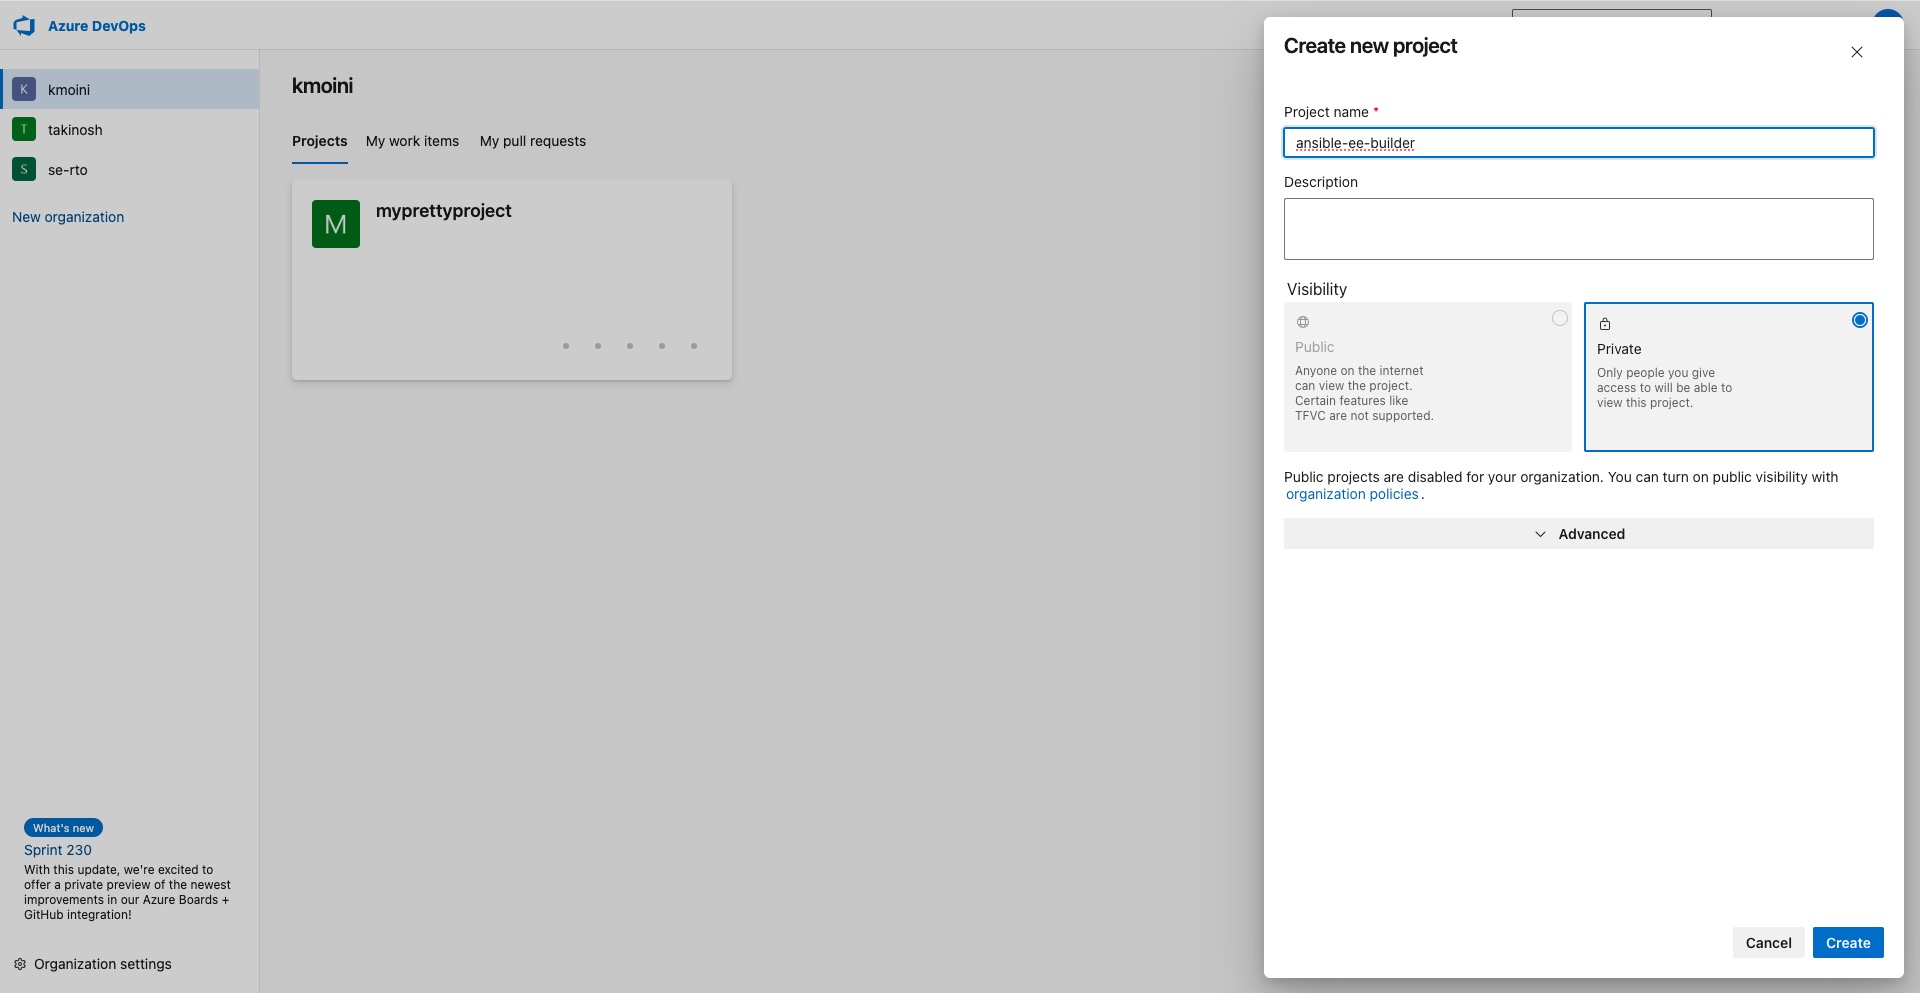 Azure DevOps
K kmoini
T takinosh
S se-rto
New organization
What's new
Sprint 230
With this update, we're excited to
offer a private preview of the newest
improvements in our Azure Boards +
GitHub integration!
Organization settings
kmoini
Projects My work items My pull requests
M myprettyproject
Create new project
Project name *
ansible-ee-builder
Description
Visibility
Public
Anyone on the internet
can view the project.
Certain features like
TFVC are not supported.
Private
Only people you give
access to will be able to
view this project.
Public projects are disabled for your organization. You can turn on public visibility with
organization policies.
Advanced
Cancel Create